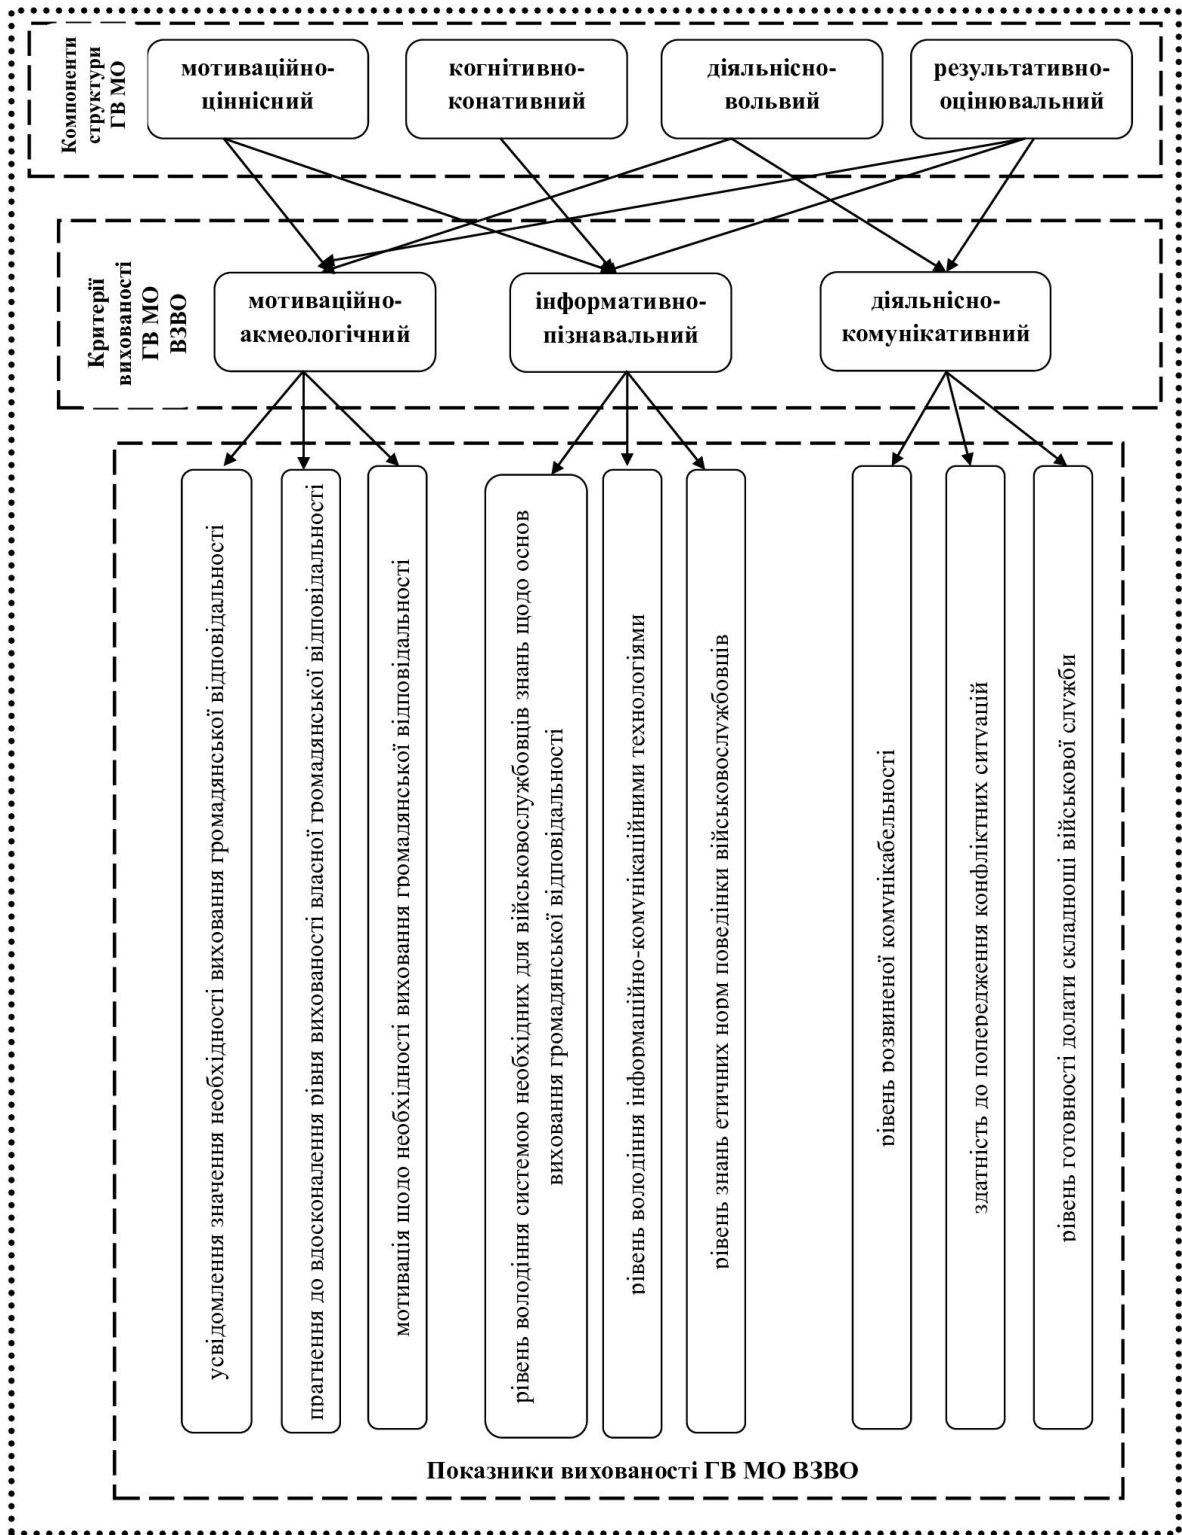 Компоненти
структури
ГВ МО
мотиваційно-
ціннісний
когнітивно-
конативний
діяльнісно-
вольвий
результативно-
оцінювальний
Критерії
вихованості
ГВ МО
ВЗВО
мотиваційно-
акмеологічний
інформативно-
пізнавальний
діяльнісно-
комунікативний
усвідомлення значення необхідності виховання громадянської відповідальності
прагнення до вдосконалення рівня вихованості власної громадянської відповідальності
мотивація щодо необхідності виховання громадянської відповідальності
рівень володіння системою необхідних для військовослужбовців знань щодо основ
виховання громадянської відповідальності
рівень володіння інформаційно-комунікаційними технологіями
рівень знань етичних норм поведінки військовослужбовців
рівень розвиненої комунікабельності
здатність до попередження конфліктних ситуацій
рівень готовності долати складнощі військової служби
Показники вихованості ГВ МО ВЗВО